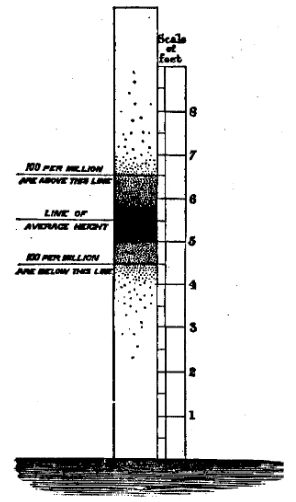 Scale
of
feet
8
7
100 PER MILLION
ARE ABOVE THIS LINE
6
LINE OF
AVERAGE HEIGHT
5
100 PER MILLION
ARE BELOW THIS LINE
4
3
2
1